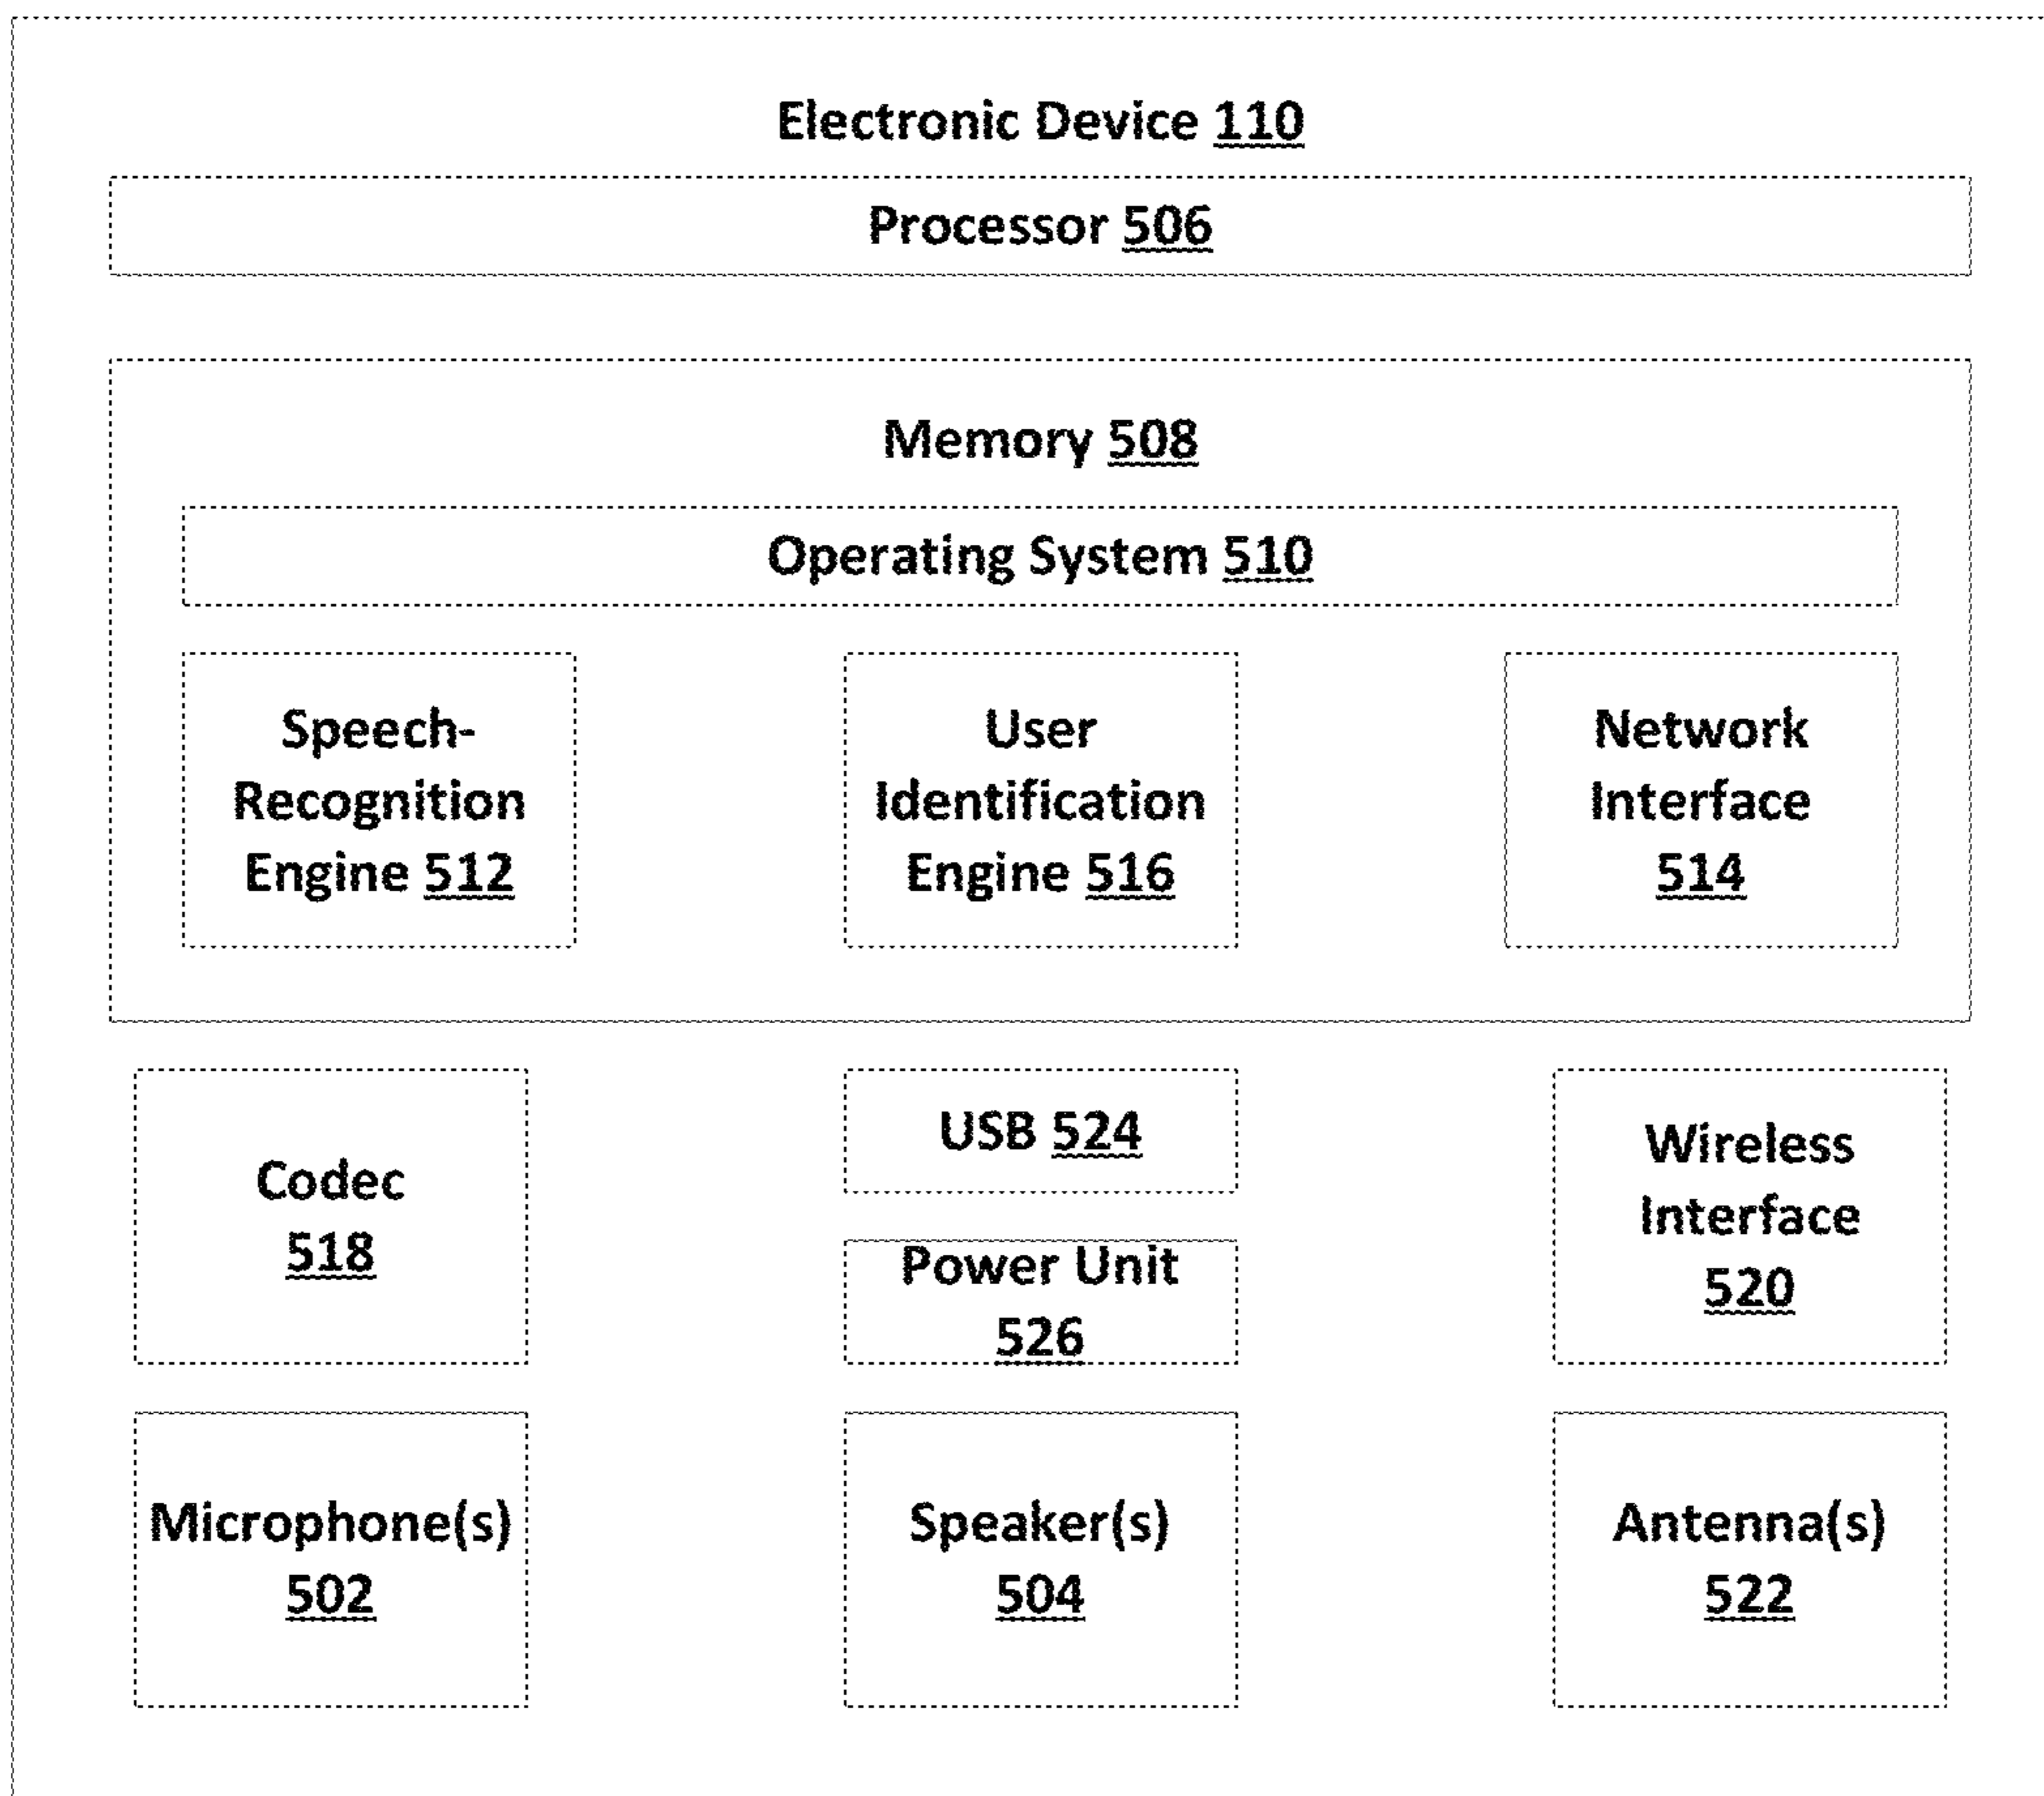 Electronic Device 110
Processor 506
Memory 508
Operating System 510
Speech-
Recognition
Engine 512
User
Identification
Engine 516
Network
Interface
514
Codec
518
USB 524
Power Unit
526
Wireless
Interface
520
Microphone(s)
502
Speaker(s)
504
Antenna(s)
522